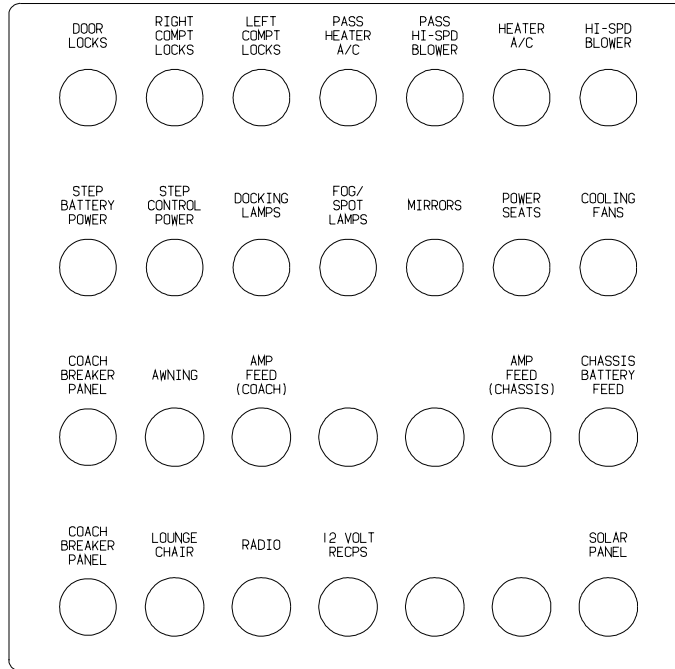 DOOR
LOCKS
RIGHT
COMPT
LOCKS
LEFT
COMPT
LOCKS
PASS
HEATER
A/C
PASS
HI-SPD
BLOWER
HEATER
A/C
HI-SPD
BLOWER
STEP
BATTERY
POWER
STEP
CONTROL
POWER
DOCKING
LAMPS
FOG/
SPOT
LAMPS
MIRRORS
POWER
SEATS
COOLING
FANS
COACH
BREAKER
PANEL
AWNING
AMP
FEED
(COACH)
AMP
FEED
(CHASSIS)
CHASSIS
BATTERY
FEED
COACH
BREAKER
PANEL
LOUNGE
CHAIR
RADIO
12 VOLT
RECPS
SOLAR
PANEL